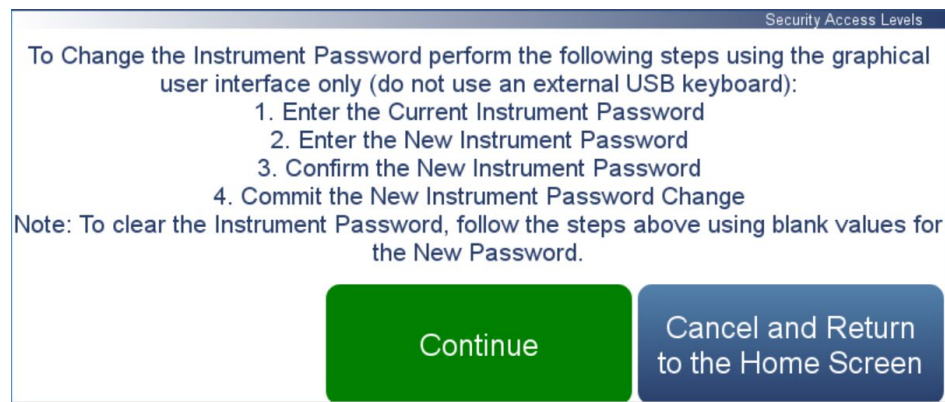 Security Access Levels
To Change the Instrument Password perform the following steps using the graphical
user interface only (do not use an external USB keyboard):
1. Enter the Current Instrument Password
2. Enter the New Instrument Password
3. Confirm the New Instrument Password
4. Commit the New Instrument Password Change
Note: To clear the Instrument Password, follow the steps above using blank values for
the New Password.
Continue
Cancel and Return
to the Home Screen